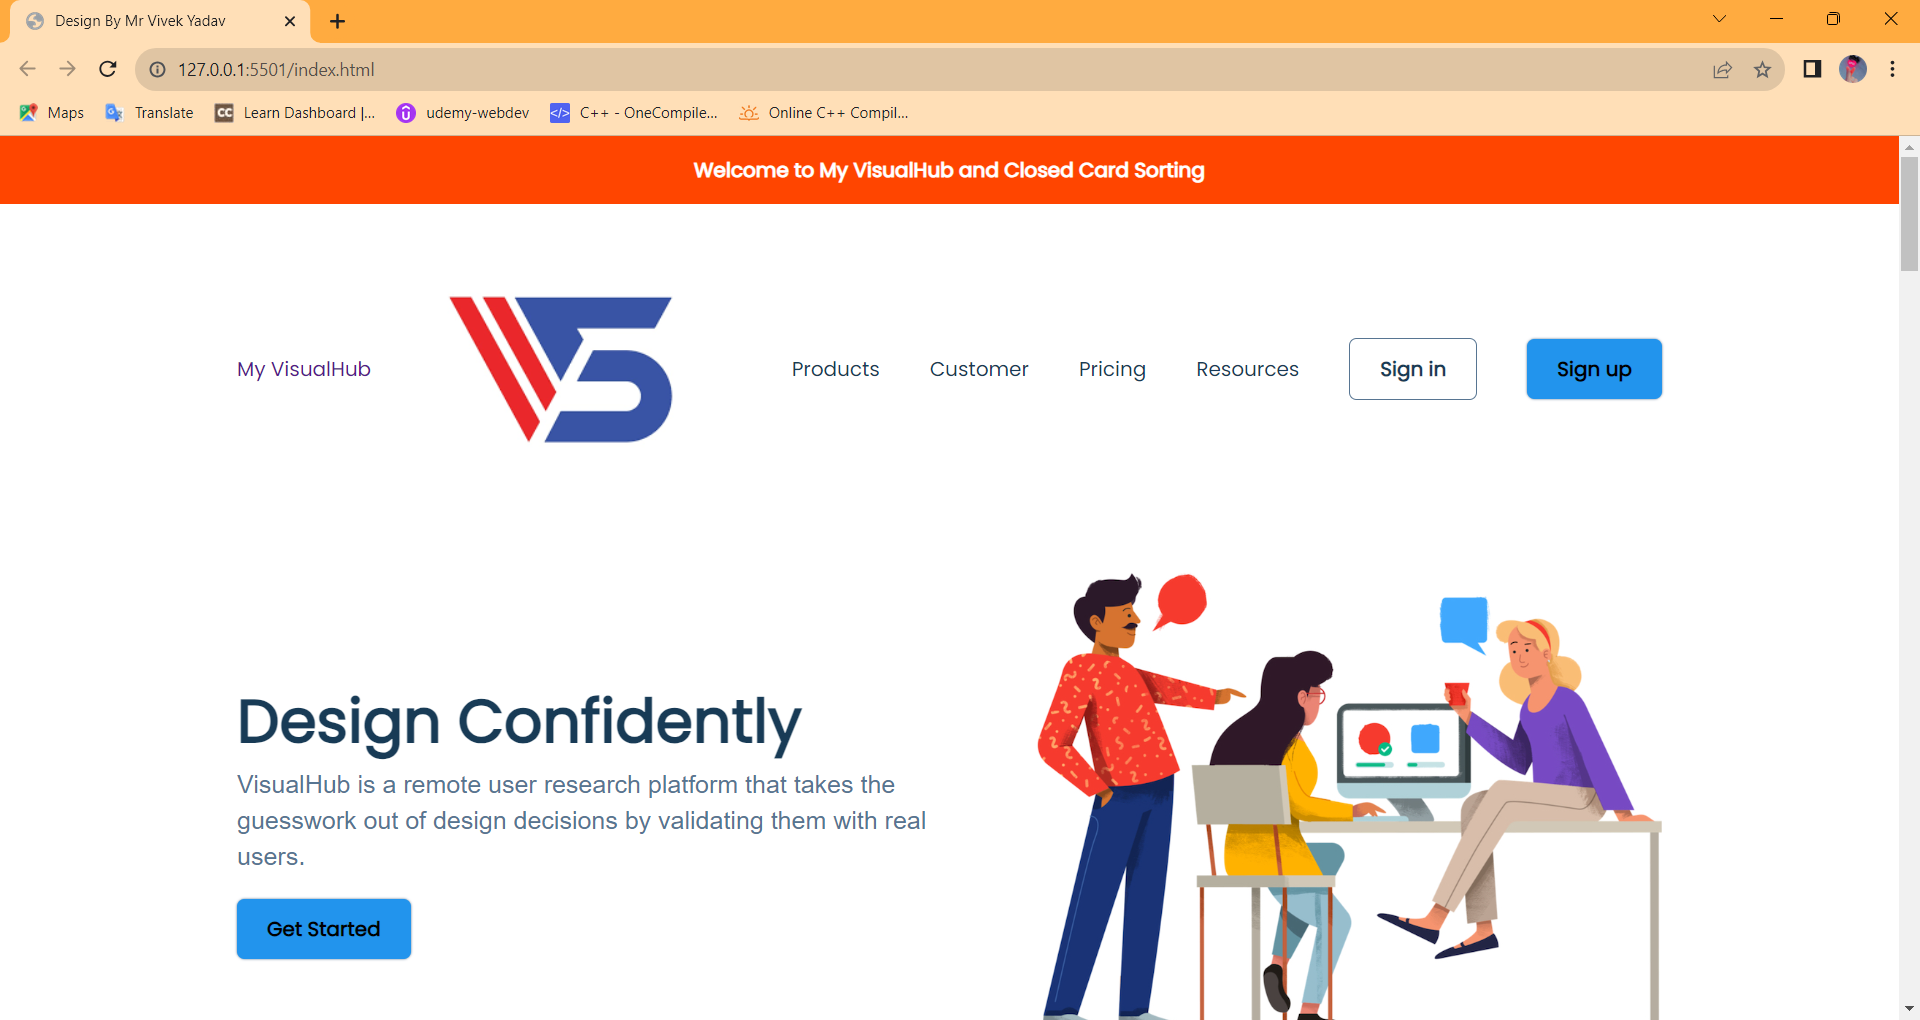 Design By Mr Vivek Yadav
127.0.0.1:5501/index.html
Maps
Translate
CC
Learn Dashboard |...
udemy-webdev
</>
C++ - OneCompile...
Online C++ Compil...
Welcome to My VisualHub and Closed Card Sorting
My VisualHub
VS
Products
Customer
Pricing
Resources
Sign in
Sign up
Design Confidently
VisualHub is a remote user research platform that takes the
guesswork out of design decisions by validating them with real
users.
Get Started